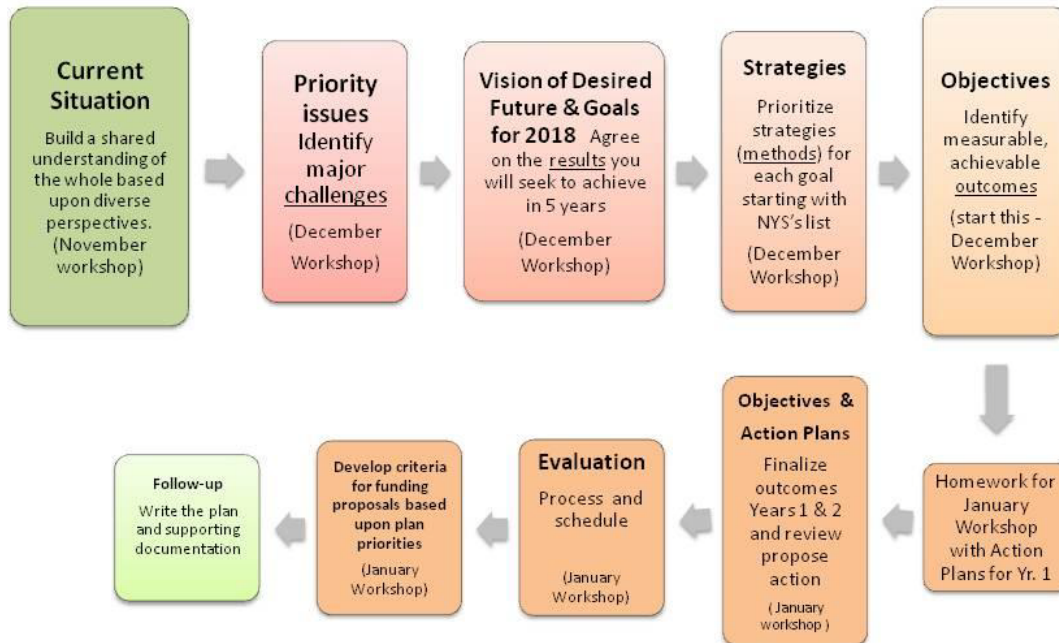 Current
Situation
Build a shared
understanding of
the whole based
upon diverse
perspectives.
(November
workshop)
Priority
issues
Identify
major
challenges
(December
Workshop)
Vision of Desired
Future & Goals
for 2018 Agree
on the results you
will seek to achieve
in 5 years
(December
Workshop)
Strategies
Prioritize
strategies
(methods) for
each goal
starting with
NYS's list
(December
Workshop)
Objectives
Identify
measurable,
achievable
outcomes
(start this -
December
Workshop)
Homework for
January
Workshop
with Action
Plans for Yr. 1
Objectives &
Action Plans
Finalize
outcomes
Years 1 & 2
and review
propose
action
(January
workshop )
Evaluation
Process and
schedule
(January
Workshop)
Develop criteria
for funding
proposals based
upon plan
priorities
(January
Workshop)
Follow-up
Write the plan
and supporting
documentation